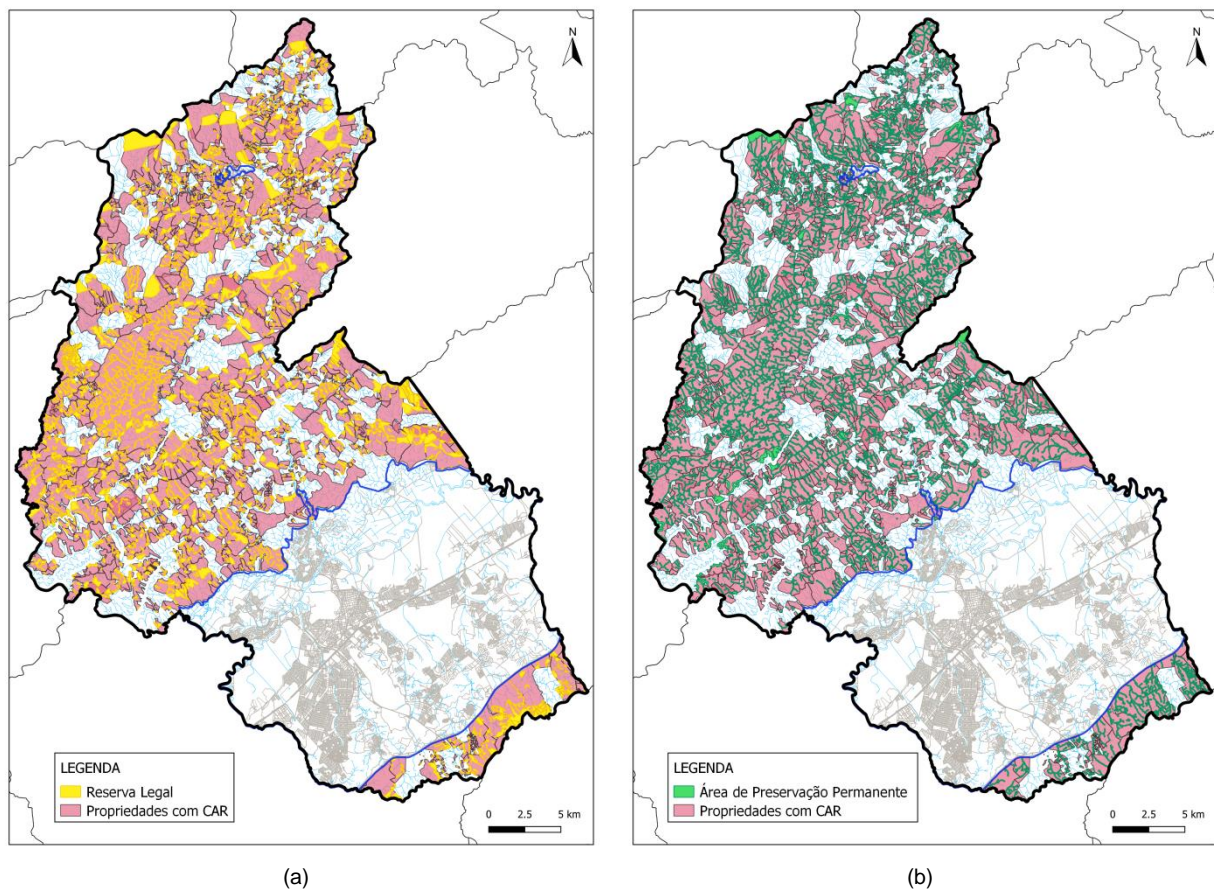 N
LEGENDA
Reserva Legal
Propriedades com CAR
0 2.5 5 km
(a)
N
LEGENDA
Área de Preservação Permanente
Propriedades com CAR
0 2.5 5 km
(b)